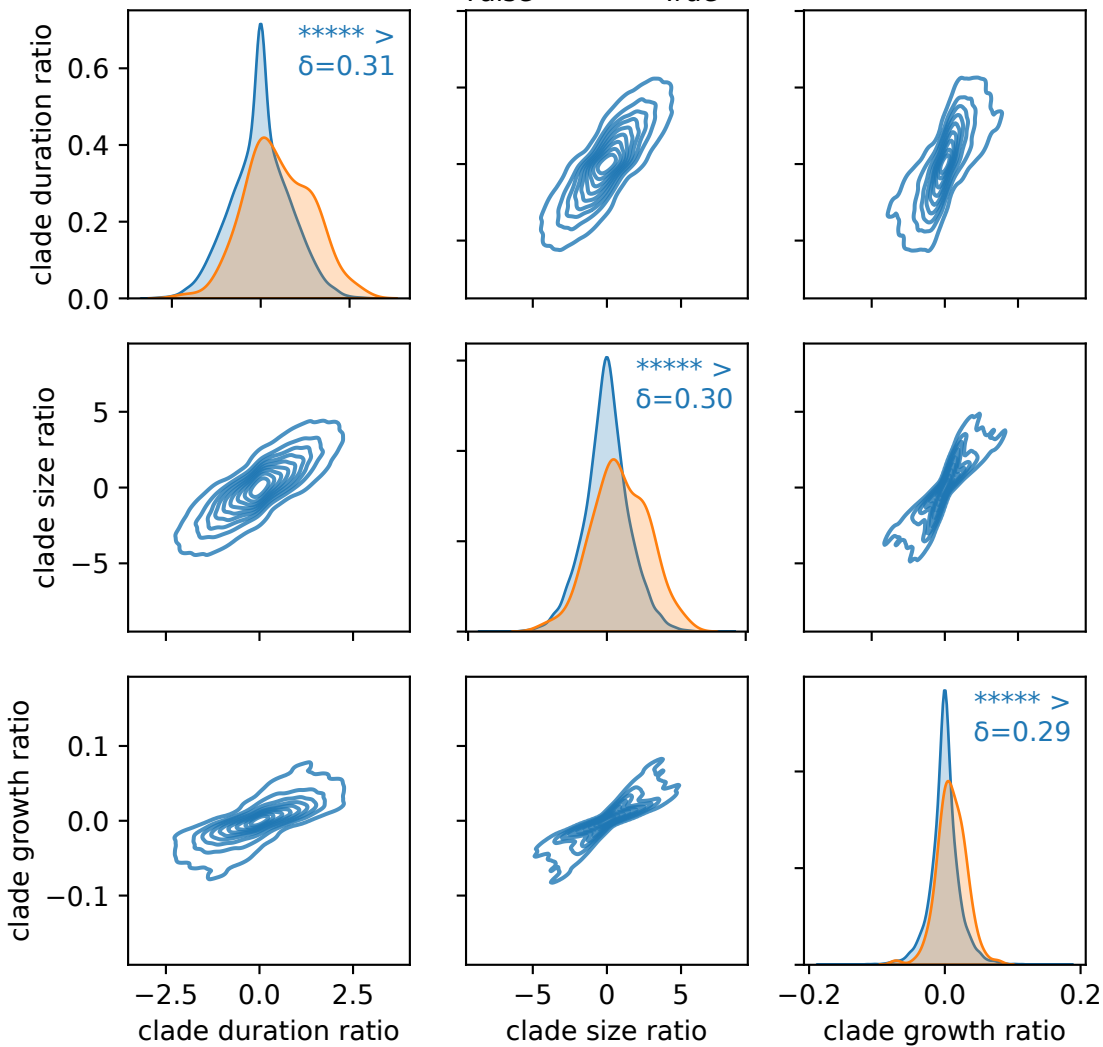 ***** >
δ=0.31
clade duration ratio
0.6
0.4
0.2
0.0
***** >
δ=0.30
clade size ratio
5
0
−5
***** >
δ=0.29
clade growth ratio
0.1
0.0
−0.1
−2.5 0.0 2.5
−5 0 5
−0.2 0.0 0.2
clade duration ratio
clade size ratio
clade growth ratio